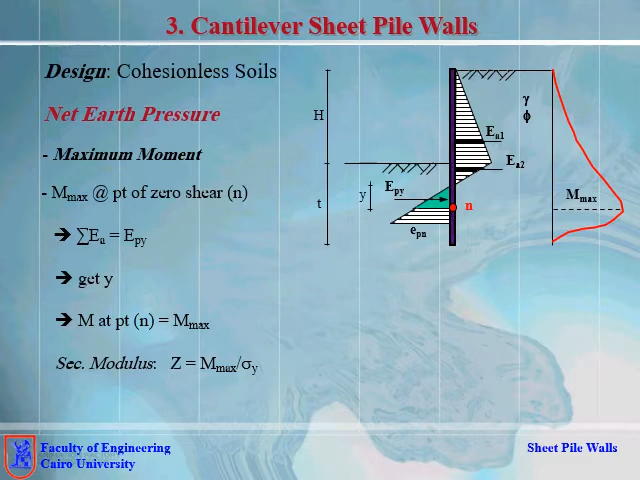 3. Cantilever Sheet Pile Walls
Design: Cohesionless Soils
Net Earth Pressure
- Maximum Moment
- Mmax @ pt of zero shear (n)
➔ ∑Ea = Epy
➔ get y
➔ M at pt (n) = Mmax
Sec. Modulus: Z = Mmax/σy
H
t
y
γ
ϕ
Ea1
Ea2
Epy
n
epn
Mmax
Faculty of Engineering
Cairo University
Sheet Pile Walls